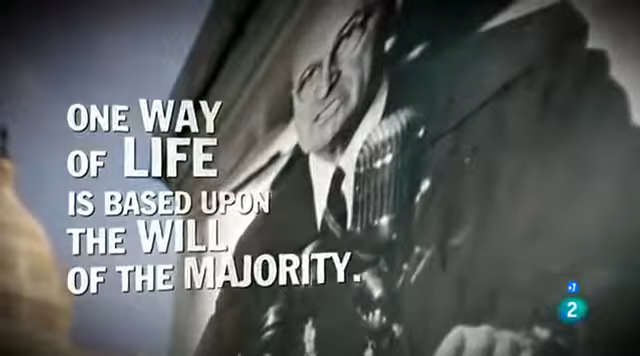 ONE WAY
OF LIFE
IS BASED UPON
THE WILL
OF THE MAJORITY.
2